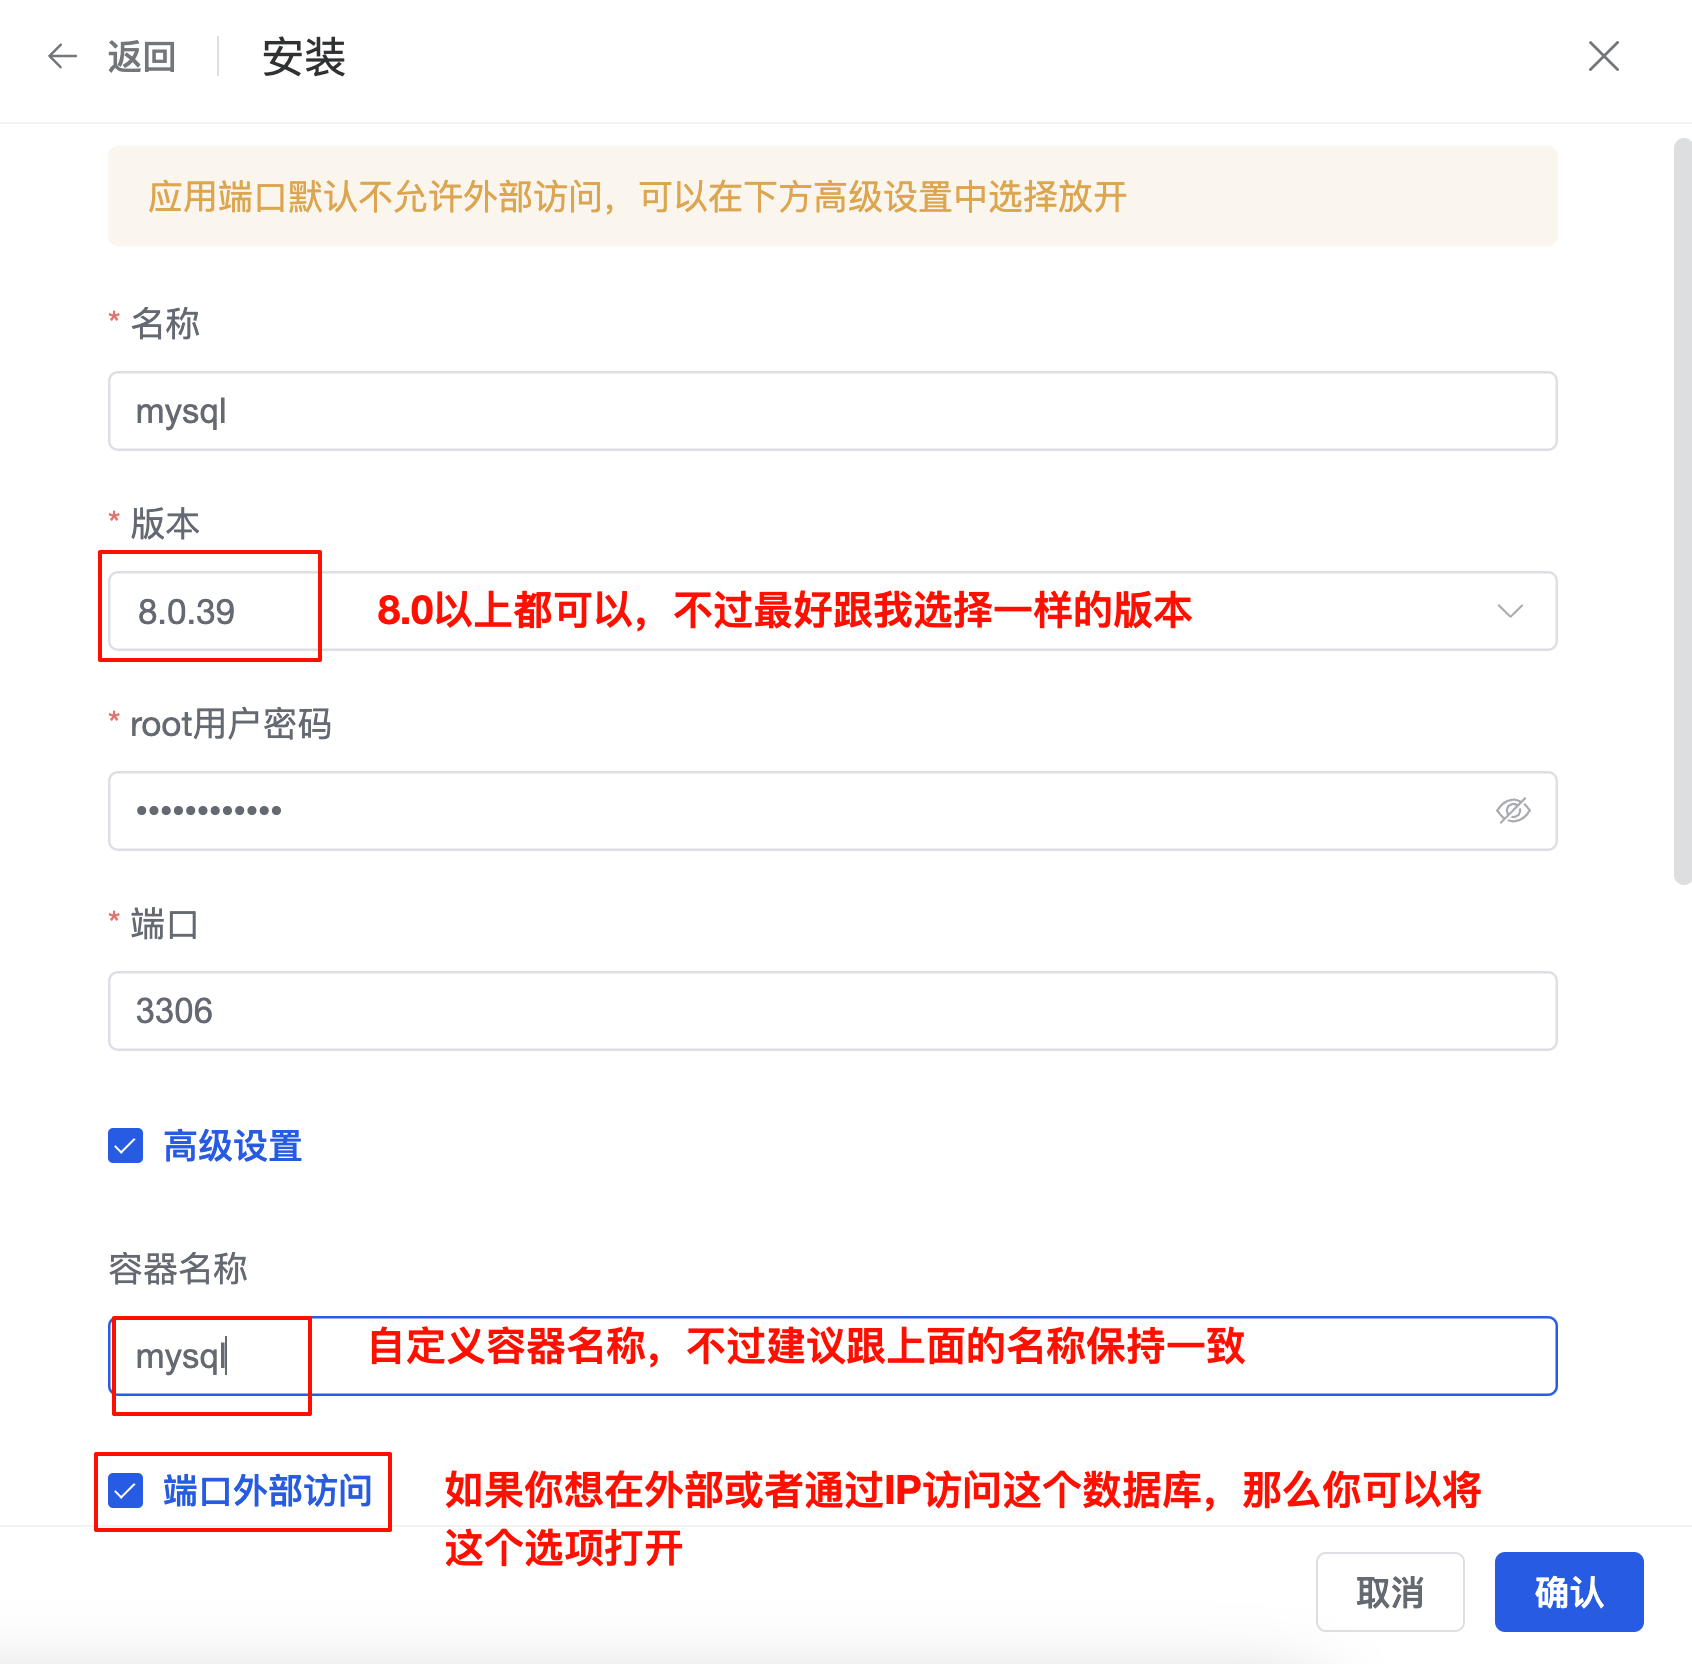 返回 安装
应用端口默认不允许外部访问，可以在下方高级设置中选择放开
* 名称
mysql
* 版本
8.0.39 8.0以上都可以，不过最好跟我选择一样的版本
* root用户密码
••••••••••••
* 端口
3306
高级设置
容器名称
mysql 自定义容器名称，不过建议跟上面的名称保持一致
端口外部访问 如果你想在外部或者通过IP访问这个数据库，那么你可以将
这个选项打开
取消 确认